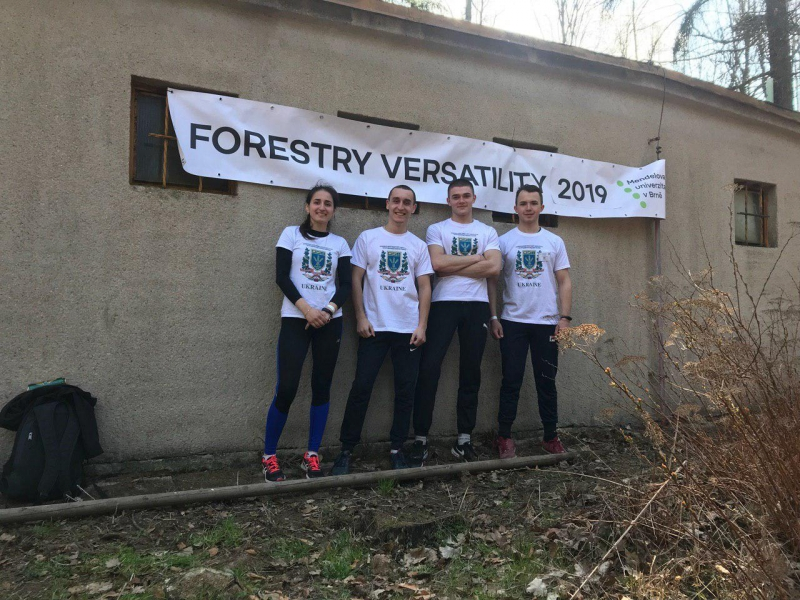 FORESTRY VERSATILITY 2019
Mendelova
univerzita
v Brně
UKRAINE
UKRAINE
UKRAINE